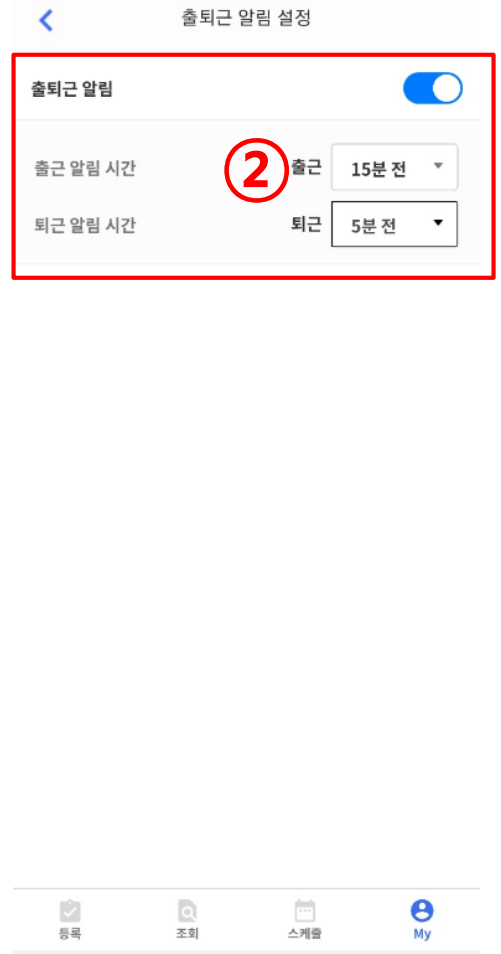 출퇴근 알림 설정
출퇴근 알림
출근 알림 시간 ② 출근 15분 전
퇴근 알림 시간 퇴근 5분 전
등록 조회 스케줄 My